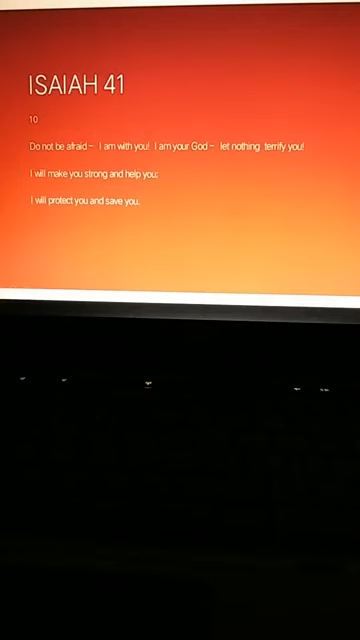 ISAIAH 41
10
Do not be afraid – I am with you! I am your God – let nothing terrify you!
I will make you strong and help you;
I will protect you and save you.